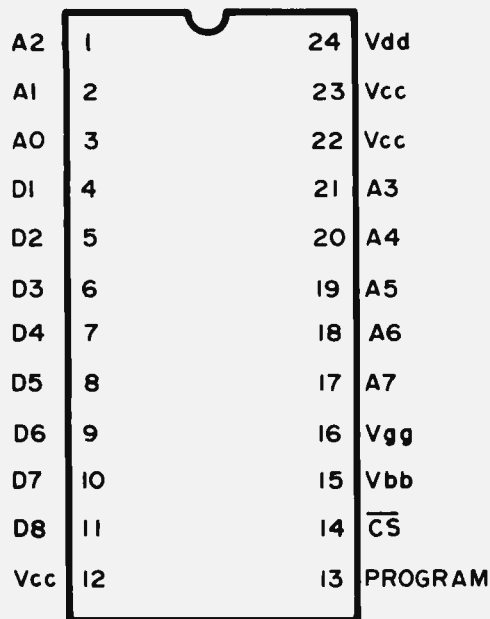 A2 1 24 Vdd
A1 2 23 Vcc
A0 3 22 Vcc
D1 4 21 A3
D2 5 20 A4
D3 6 19 A5
D4 7 18 A6
D5 8 17 A7
D6 9 16 Vgg
D7 10 15 Vbb
D8 11 14 C̅S̅
Vcc 12 13 PROGRAM